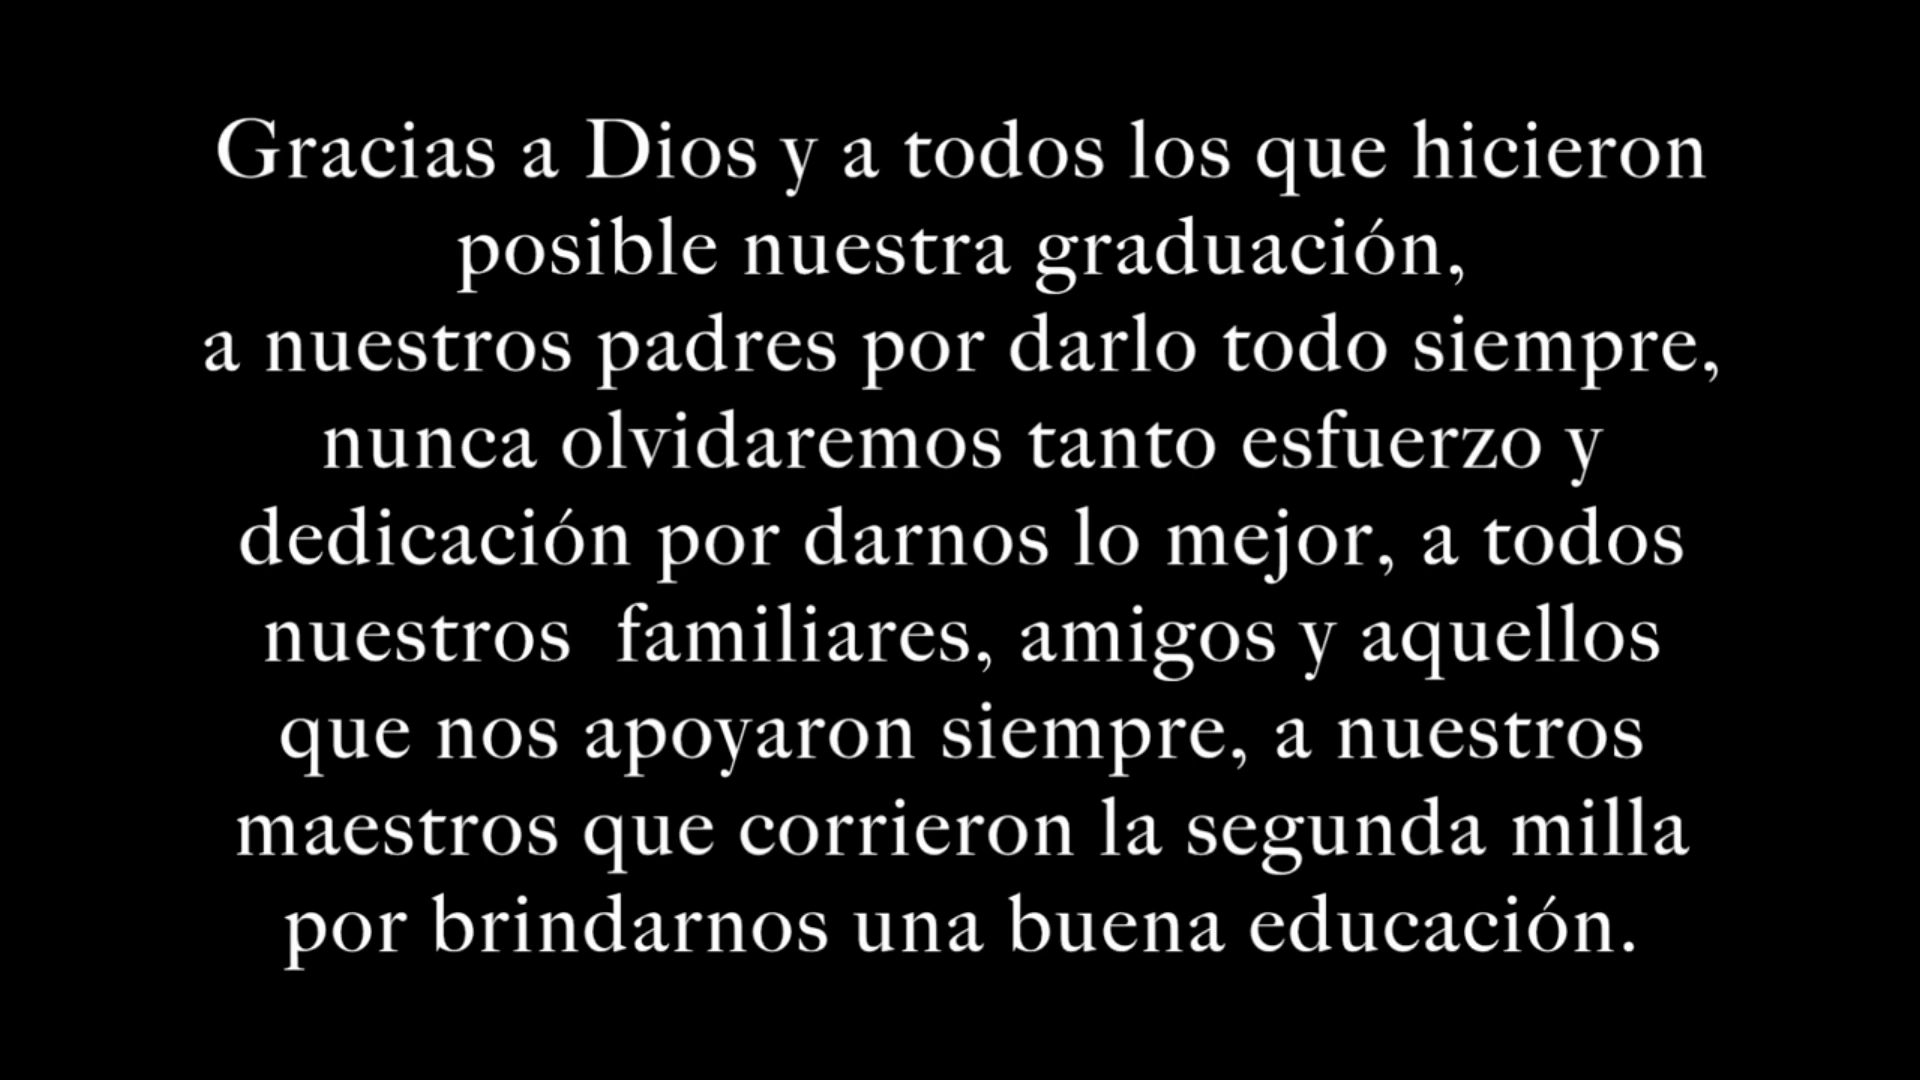 Gracias a Dios y a todos los que hicieron
posible nuestra graduación,
a nuestros padres por darlo todo siempre,
nunca olvidaremos tanto esfuerzo y
dedicación por darnos lo mejor, a todos
nuestros  familiares, amigos y aquellos
que nos apoyaron siempre, a nuestros
maestros que corrieron la segunda milla
por brindarnos una buena educación.